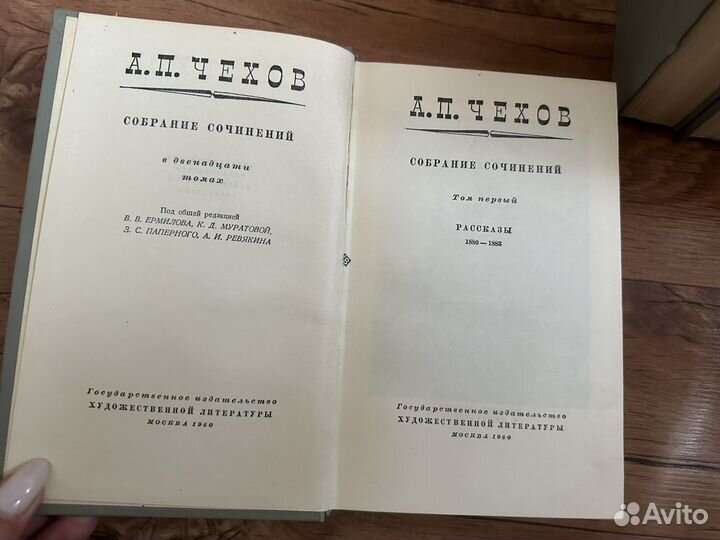 А.П. ЧЕХОВ
СОБРАНИЕ СОЧИНЕНИЙ
в двенадцати
томах
Под общей редакцией
В. В. ЕРМИЛОВА, К. Д. МУРАТОВОЙ,
З. С. ПАПЕРНОГО, А. И. РЕВЯКИНА
Государственное издательство
ХУДОЖЕСТВЕННОЙ ЛИТЕРАТУРЫ
МОСКВА 1960
А.П. ЧЕХОВ
СОБРАНИЕ СОЧИНЕНИЙ
Том первый
РАССКАЗЫ
1880—1883
Государственное издательство
ХУДОЖЕСТВЕННОЙ ЛИТЕРАТУРЫ
МОСКВА 1960
Avito